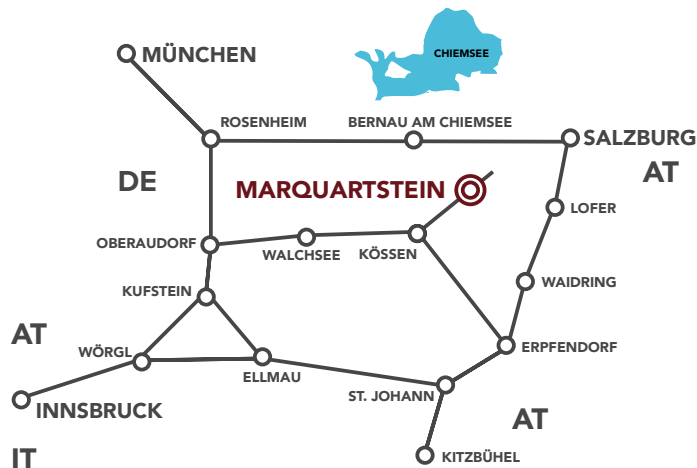 CHIEMSEE
MÜNCHEN
ROSENHEIM
BERNAU AM CHIEMSEE
SALZBURG
DE
MARQUARTSTEIN
AT
LOFER
OBERAUDORF
WALCHSEE
KÖSSEN
KUFSTEIN
WAIDRING
AT
WÖRGL
ELLMAU
ERPFENDORF
ST. JOHANN
INNSBRUCK
AT
IT
KITZBÜHEL